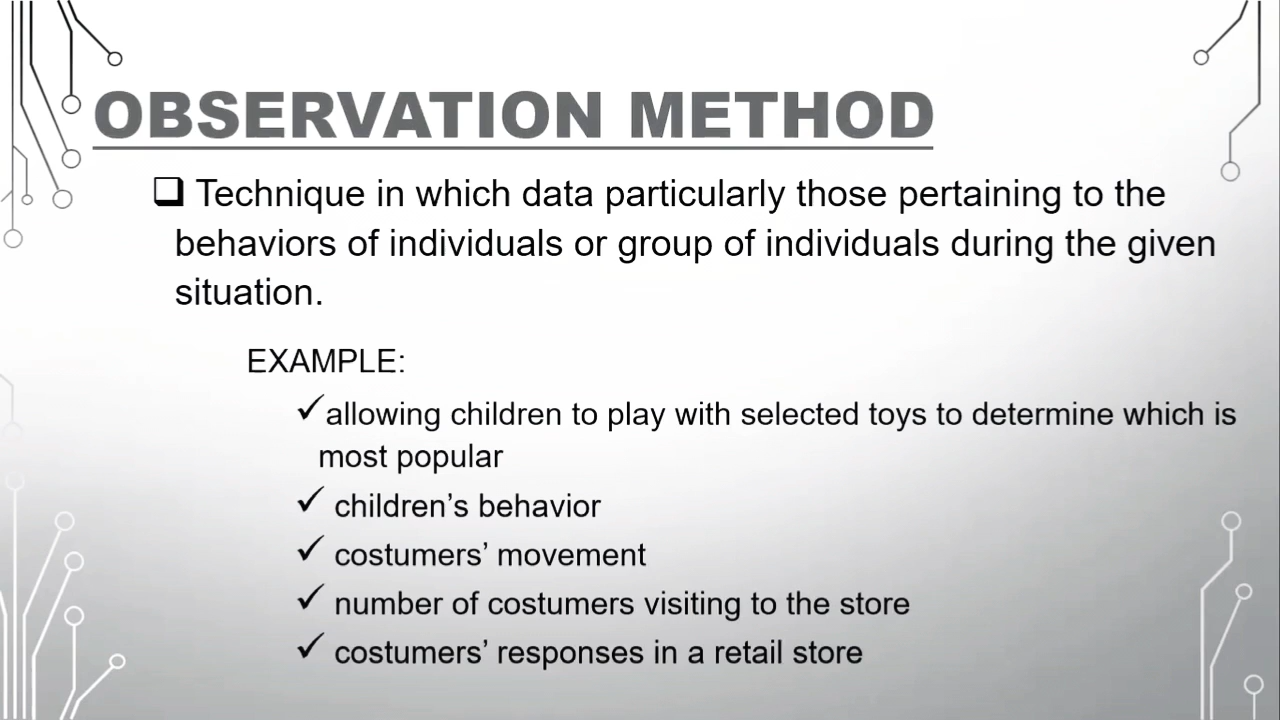 OBSERVATION METHOD
❑ Technique in which data particularly those pertaining to the
behaviors of individuals or group of individuals during the given
situation.
EXAMPLE:
✓allowing children to play with selected toys to determine which is
most popular
✓ children’s behavior
✓ costumers’ movement
✓ number of costumers visiting to the store
✓ costumers’ responses in a retail store